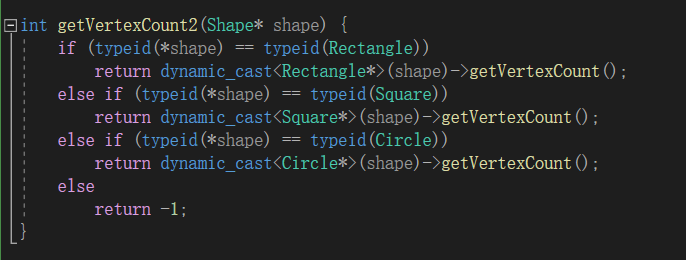 int getVertexCount2(Shape* shape) {
    if (typeid(*shape) == typeid(Rectangle))
        return dynamic_cast<Rectangle*>(shape)->getVertexCount();
    else if (typeid(*shape) == typeid(Square))
        return dynamic_cast<Square*>(shape)->getVertexCount();
    else if (typeid(*shape) == typeid(Circle))
        return dynamic_cast<Circle*>(shape)->getVertexCount();
    else
        return -1;
}